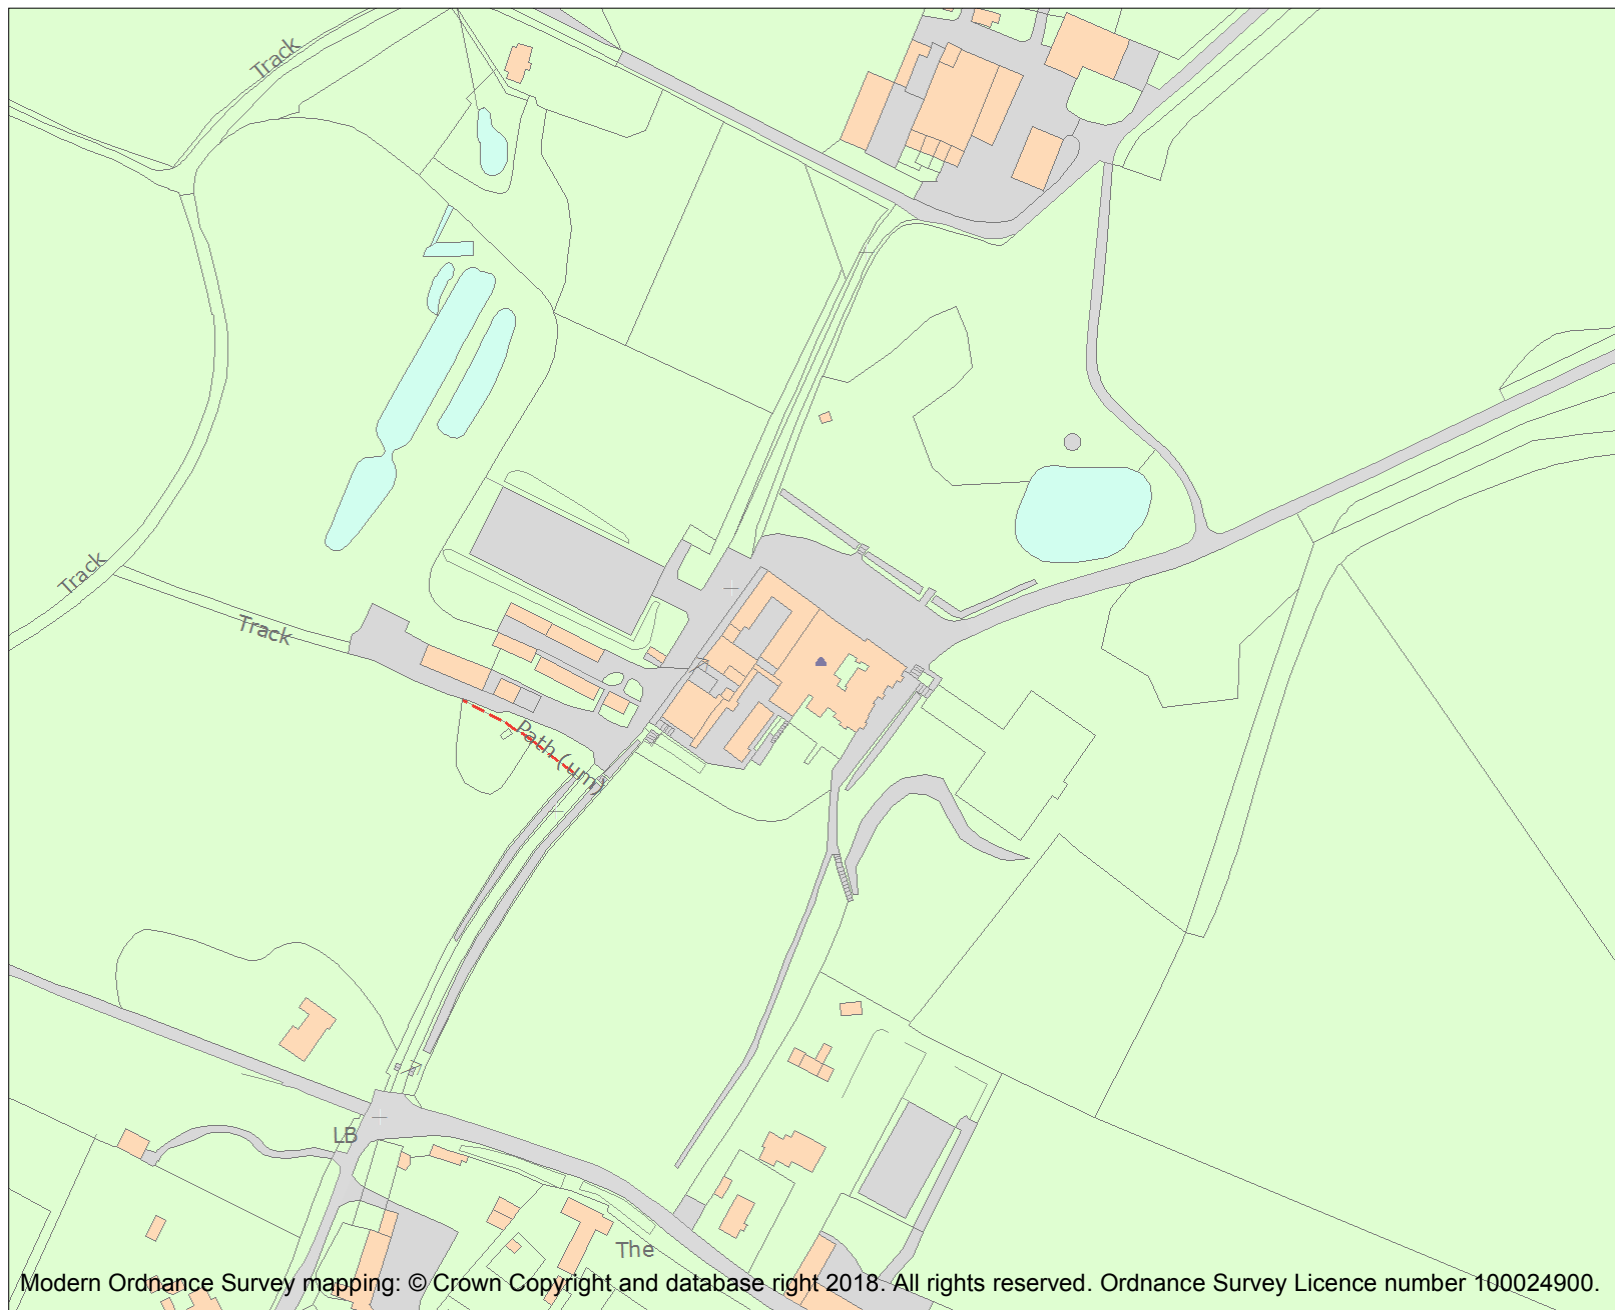 Track
Track
Track
Path (um)
LB
The
Modern Ordnance Survey mapping: © Crown Copyright and database right 2018. All rights reserved. Ordnance Survey Licence number 100024900.